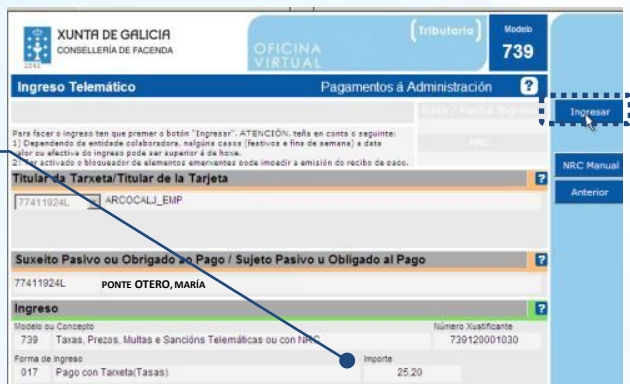 XUNTA DE GALICIA
CONSELLERÍA DE FACENDA
OFICINA VIRTUAL
(Tributaria)
Modelo
739
Ingreso Telemático
Pagamentos á Administración
?
Data / Fecha Ingreso
NRC
Ingresar
NRC Manual
Anterior
Para facer o ingreso ten que premer o botón "Ingresar". ATENCIÓN, teña en conta o seguinte:
1) Dependendo da entidade colaboradora, nalgúns casos (festivos e fins de semana) a data
valor ou efectiva do ingreso pode ser superior á de hoxe.
2) Ter activado o bloqueador de elementos emerxentes pode impedir a emisión do recibo de pago.
Titular da Tarxeta/Titular de la Tarjeta
?
77411924L
ARCOCALJ_EMP
Suxeito Pasivo ou Obrigado ao Pago / Sujeto Pasivo u Obligado al Pago
?
77411924L
PONTE OTERO, MARÍA
Ingreso
?
Modelo ou Concepto
Número Xustificante
739 Taxas, Prezos, Multas e Sancións Telemáticas ou con NRC
739120001030
Forma de Ingreso
Importe
017 Pago con Tarxeta(Tasas)
25.20